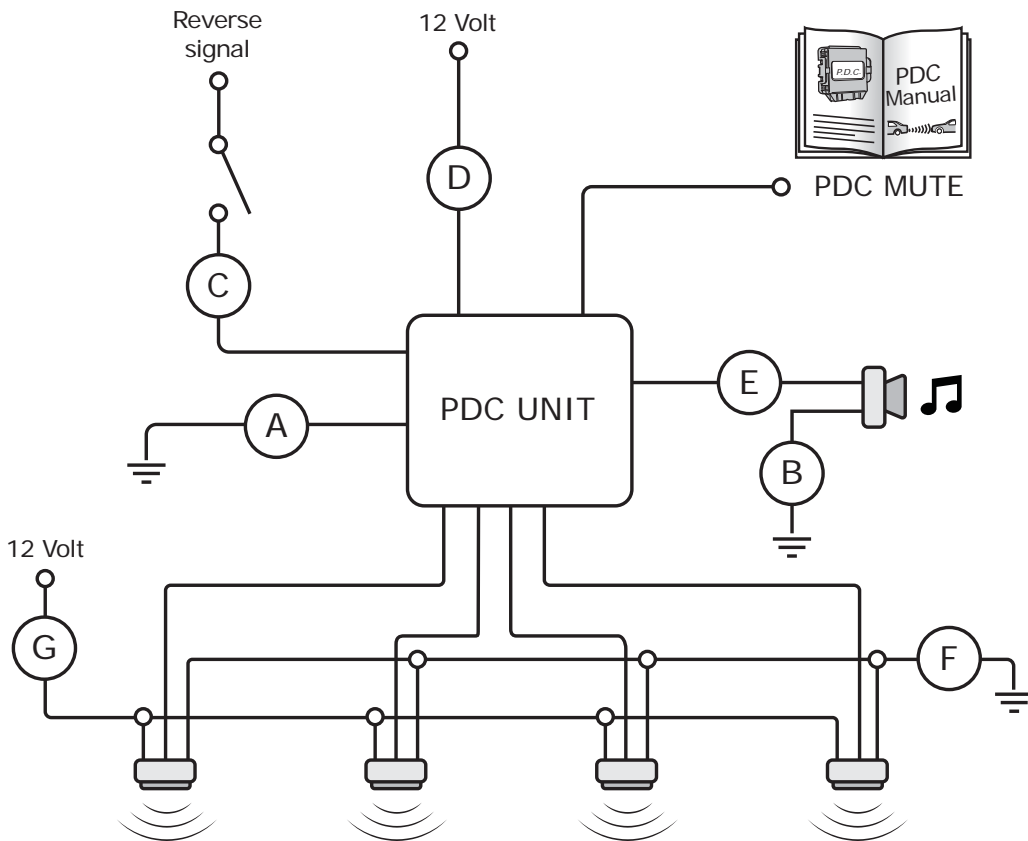 Reverse
signal
12 Volt
P.D.C.
PDC
Manual
D
PDC MUTE
C
E
PDC UNIT
A
B
12 Volt
G
F